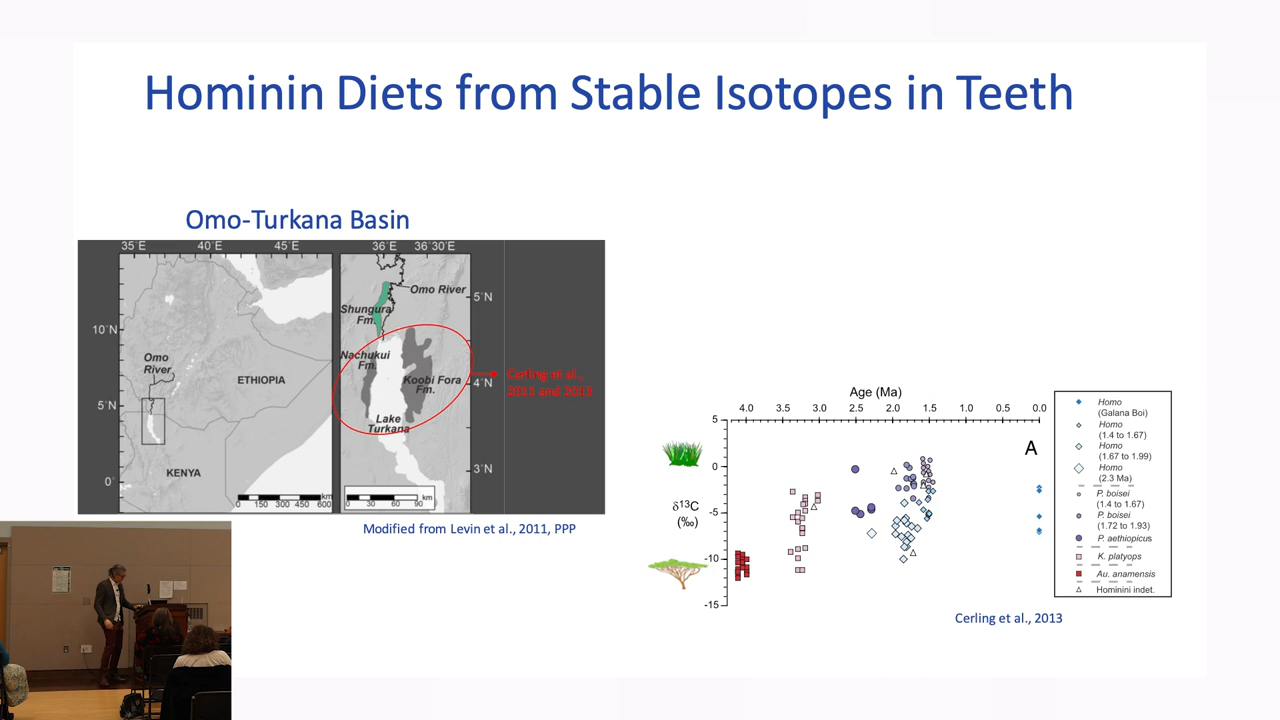 Hominin Diets from Stable Isotopes in Teeth
Omo-Turkana Basin
35˚E 40˚E 45˚E 36˚E 36˚30'E
10˚N
5˚N
0˚
Omo
River
ETHIOPIA
KENYA
km
0 150 300 450 600
Omo River
Shungura
Fm.
Nachukui
Fm.
Koobi Fora
Fm.
Lake
Turkana
5˚N
4˚N
3˚N
km
0 30 60 90
Cerling et al.,
2011 and 2013
Modified from Levin et al., 2011, PPP
Age (Ma)
4.0 3.5 3.0 2.5 2.0 1.5 1.0 0.5 0.0
5
0
-5
-10
-15
δ¹³C
(‰)
A
Homo
(Galana Boi)
Homo
(1.4 to 1.67)
Homo
(1.67 to 1.99)
Homo
(2.3 Ma)
P. boisei
(1.4 to 1.67)
P. boisei
(1.72 to 1.93)
P. aethiopicus
K. platyops
Au. anamensis
Hominini indet.
Cerling et al., 2013